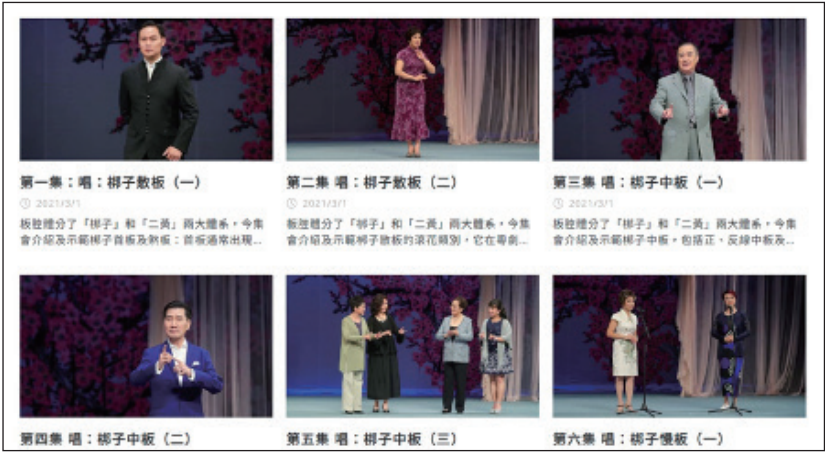 第一集：唱：梆子散板（一）
2021/3/1
板腔體分了「梆子」和「二黃」兩大體系，今集
會介紹及示範梆子首板及煞板：首板通常出現...
第二集 唱：梆子散板（二）
2021/3/1
板腔體分了「梆子」和「二黃」兩大體系，今集
會介紹及示範梆子散板的滾花類別，它在粵劇...
第三集 唱：梆子中板（一）
2021/3/1
板腔體分了「梆子」和「二黃」兩大體系，今集
會介紹及示範梆子中板，包括正、反線中板及...
第四集 唱：梆子中板（二）
第五集 唱：梆子中板（三）
第六集 唱：梆子慢板（一）